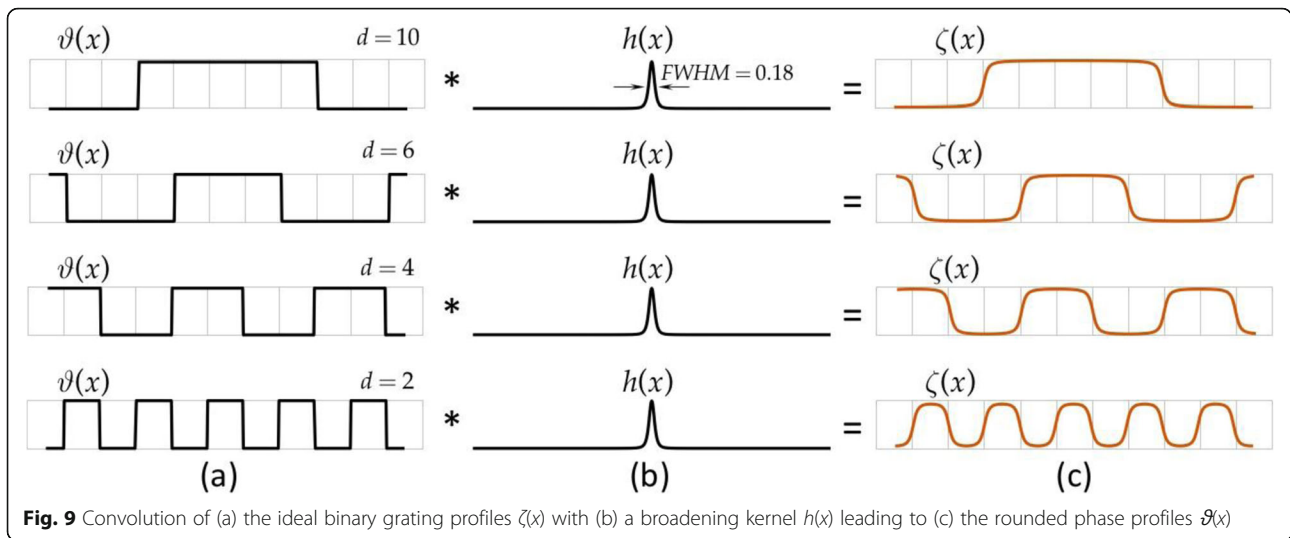 ϑ(x) d = 10 h(x) ζ(x)
* FWHM = 0.18 =
ϑ(x) d = 6 h(x) ζ(x)
* =
ϑ(x) d = 4 h(x) ζ(x)
* =
ϑ(x) d = 2 h(x) ζ(x)
* =
(a) (b) (c)
Fig. 9 Convolution of (a) the ideal binary grating profiles ζ(x) with (b) a broadening kernel h(x) leading to (c) the rounded phase profiles ϑ(x)